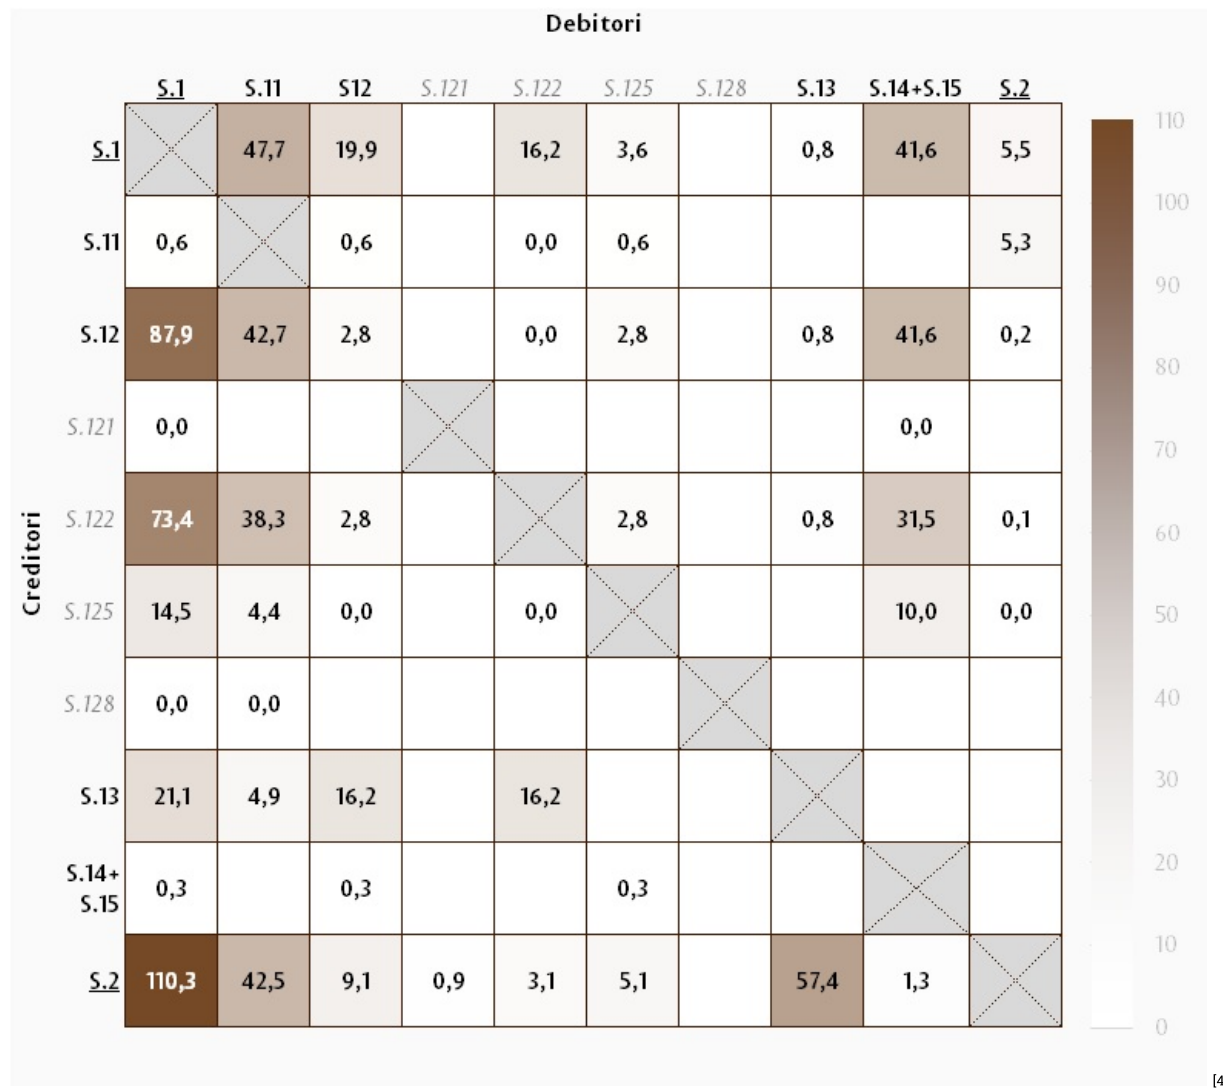 Debitori
S.1 S.11 S12 S.121 S.122 S.125 S.128 S.13 S.14+S.15 S.2
110
S.1 47,7 19,9 16,2 3,6 0,8 41,6 5,5
100
S.11 0,6 0,6 0,0 0,6 5,3
90
S.12 87,9 42,7 2,8 0,0 2,8 0,8 41,6 0,2
80
S.121 0,0 0,0
70
Creditori
S.122 73,4 38,3 2,8 2,8 0,8 31,5 0,1
60
S.125 14,5 4,4 0,0 0,0 10,0 0,0
50
S.128 0,0 0,0
40
S.13 21,1 4,9 16,2 16,2
30
20
S.14+
S.15 0,3 0,3 0,3
10
S.2 110,3 42,5 9,1 0,9 3,1 5,1 57,4 1,3
0
[4